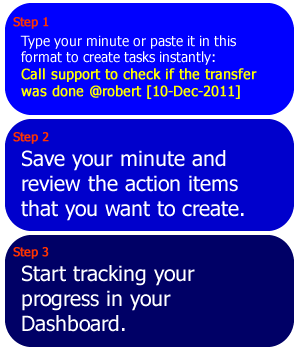 Step 1
Type your minute or paste it in this
format to create tasks instantly:
Call support to check if the transfer
was done @robert [10-Dec-2011]
Step 2
Save your minute and
review the action items
that you want to create.
Step 3
Start tracking your
progress in your
Dashboard.